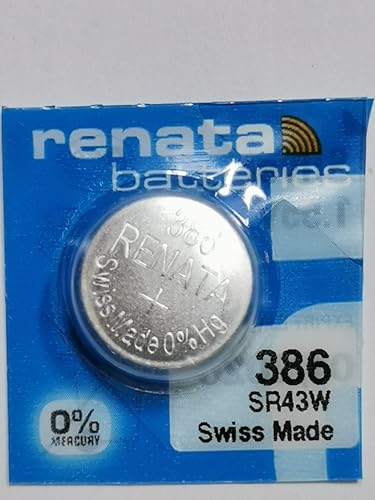 renata
batteries
386
RENATA
+
Swiss Made 0% Hg
0%
MERCURY
386
SR43W
Swiss Made